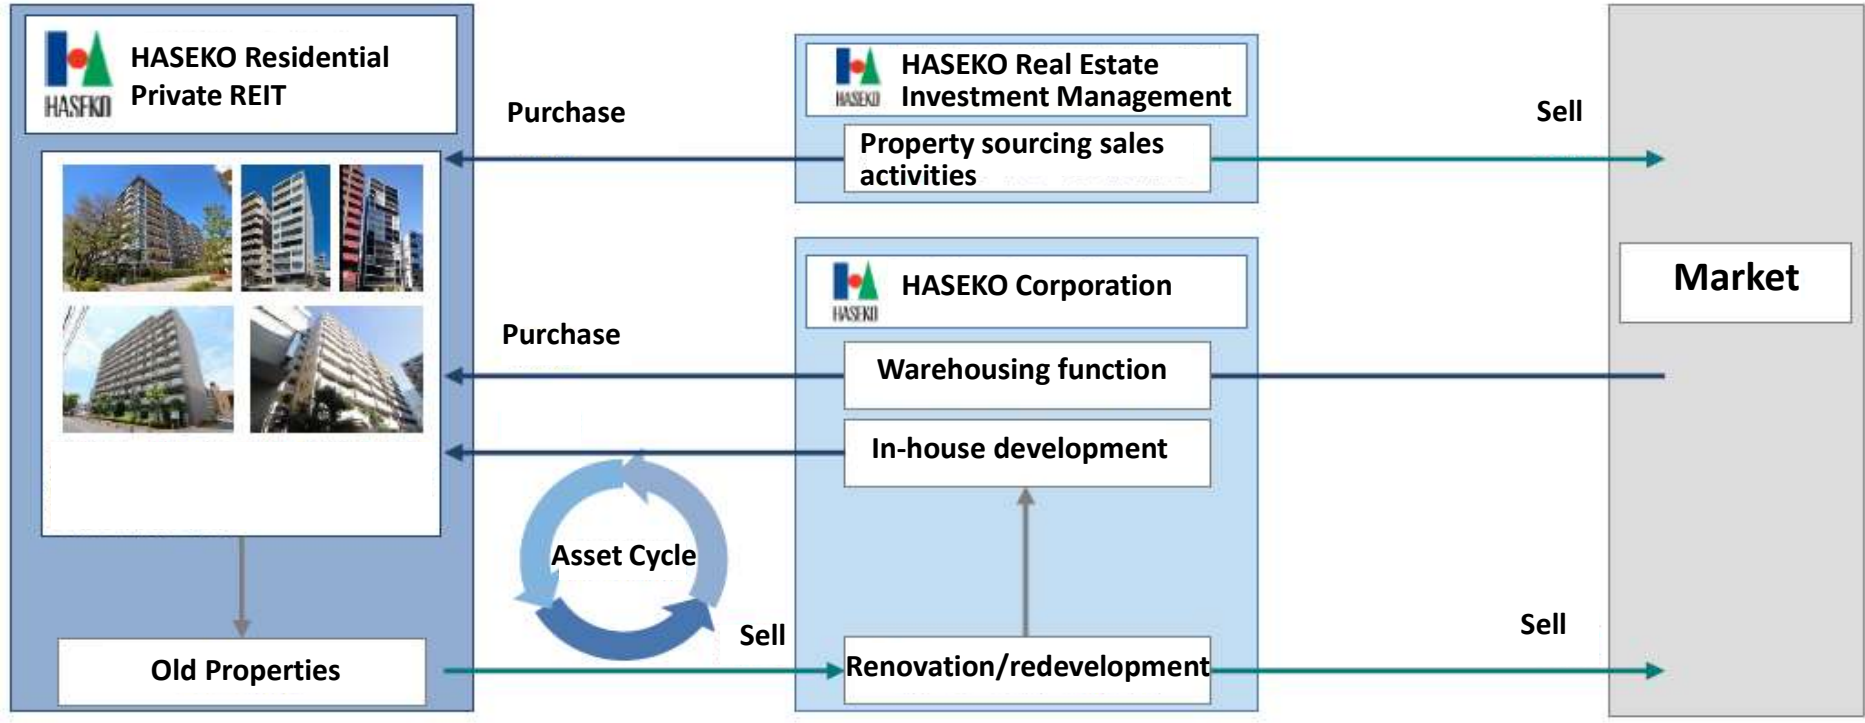 HASEKO
HASEKO Residential
Private REIT
Purchase
HASEKO
HASEKO Real Estate
Investment Management
Property sourcing sales
activities
Sell
Market
HASEKO
HASEKO Corporation
Purchase
Warehousing function
In-house development
Asset Cycle
Old Properties
Sell
Renovation/redevelopment
Sell